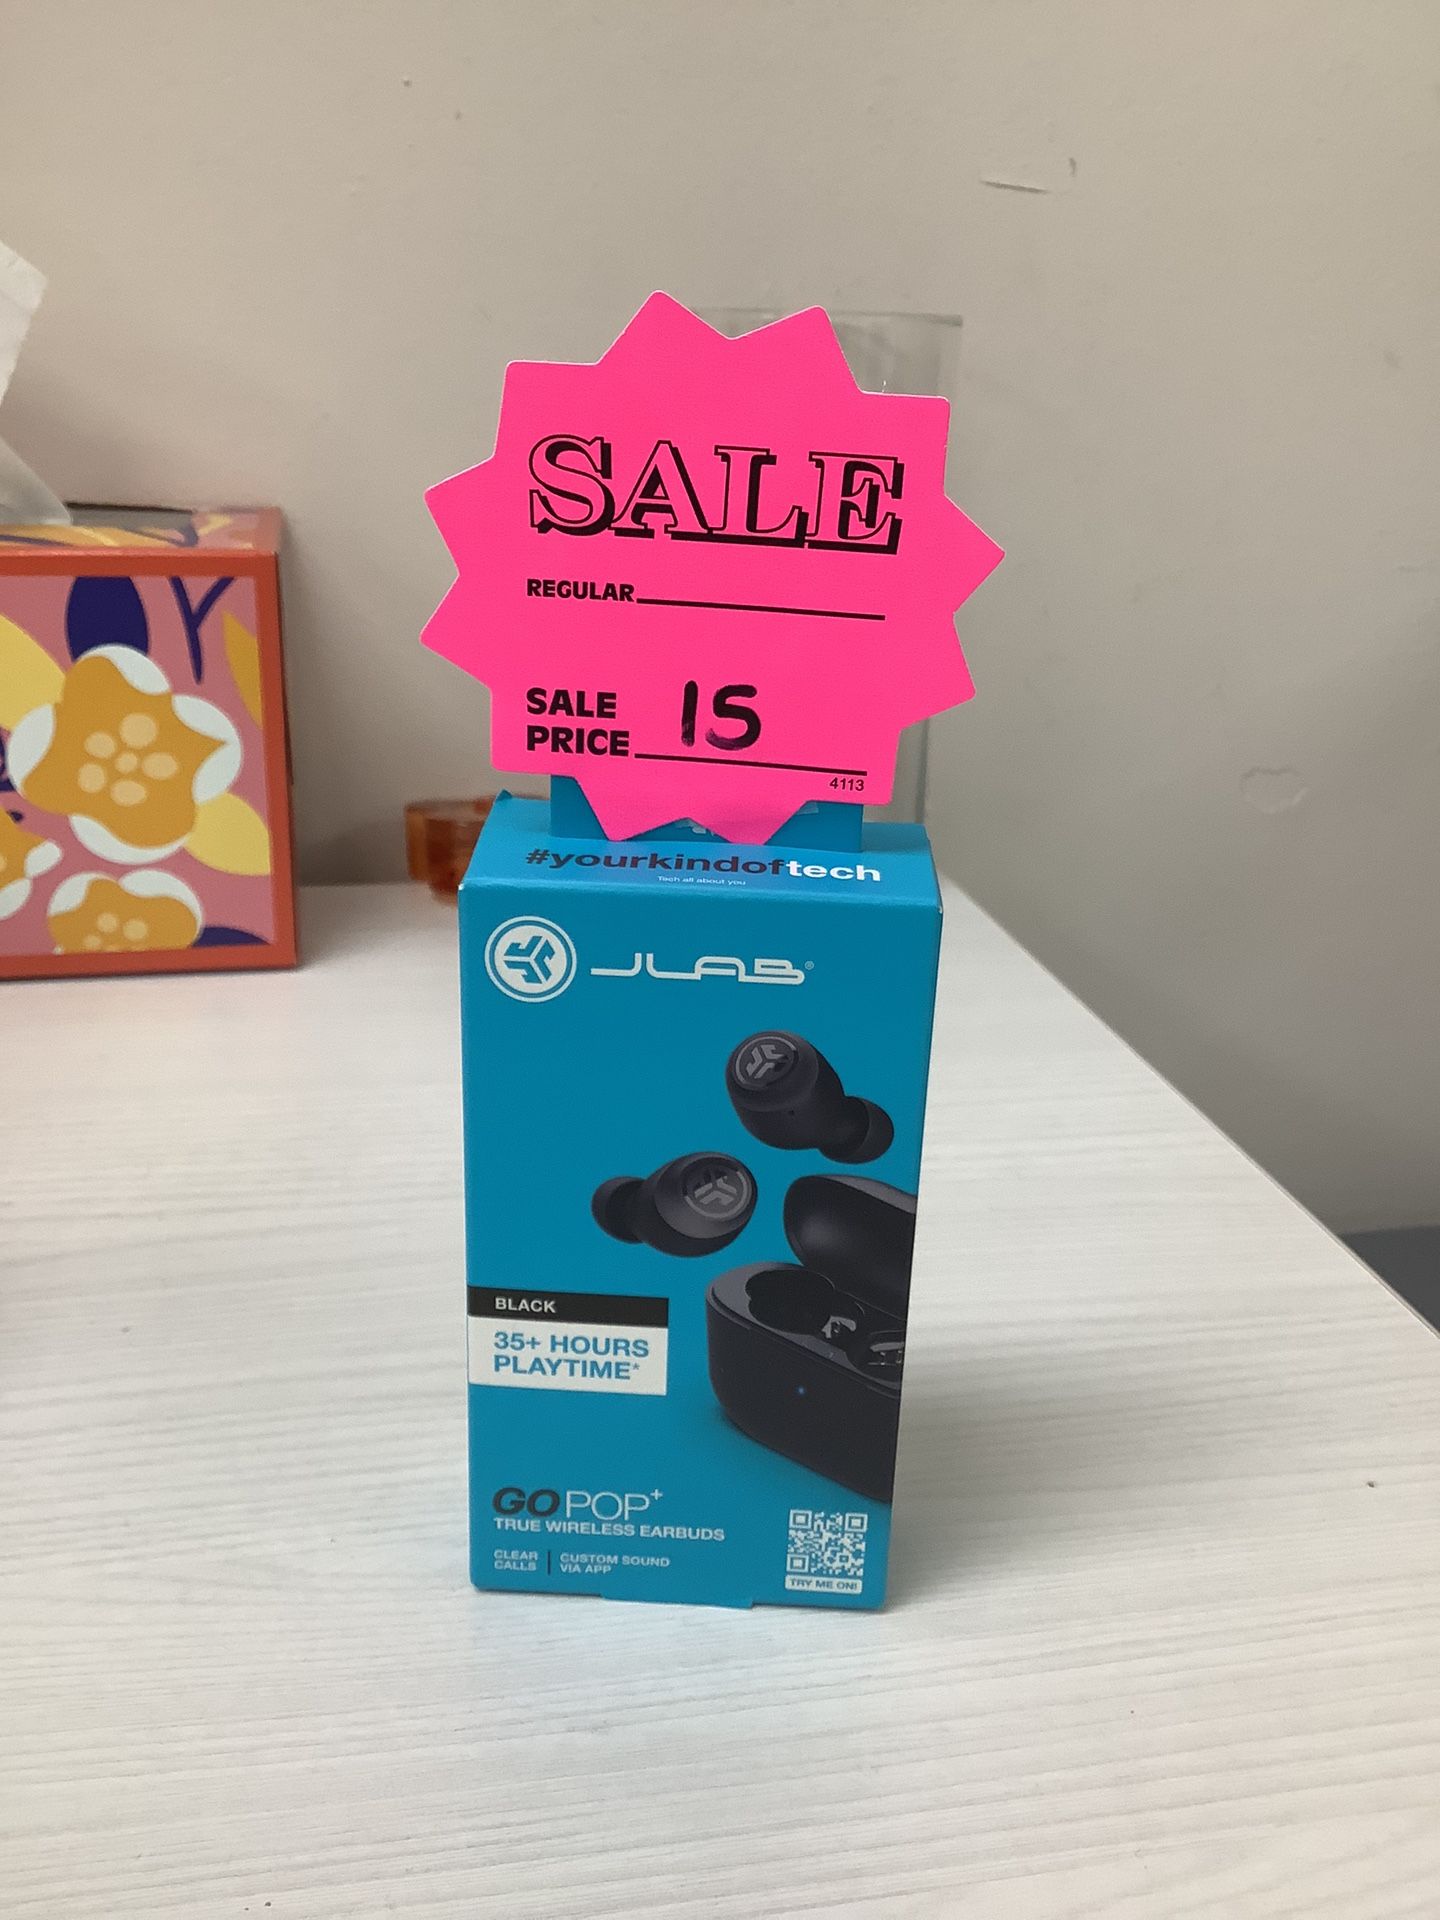 SALE
REGULAR
SALE
PRICE 15
4113
#yourkindoftech
Tech all about you
JLAB®
BLACK
35+ HOURS
PLAYTIME*
GO POP+
TRUE WIRELESS EARBUDS
CLEAR
CALLS
CUSTOM SOUND
VIA APP
TRY ME ON!